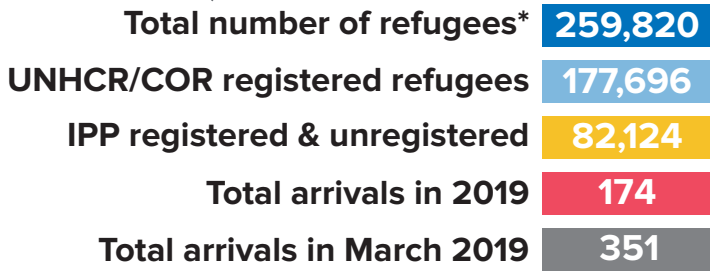 Total number of refugees* 259,820
UNHCR/COR registered refugees 177,696
IPP registered & unregistered 82,124
Total arrivals in 2019 174
Total arrivals in March 2019 351